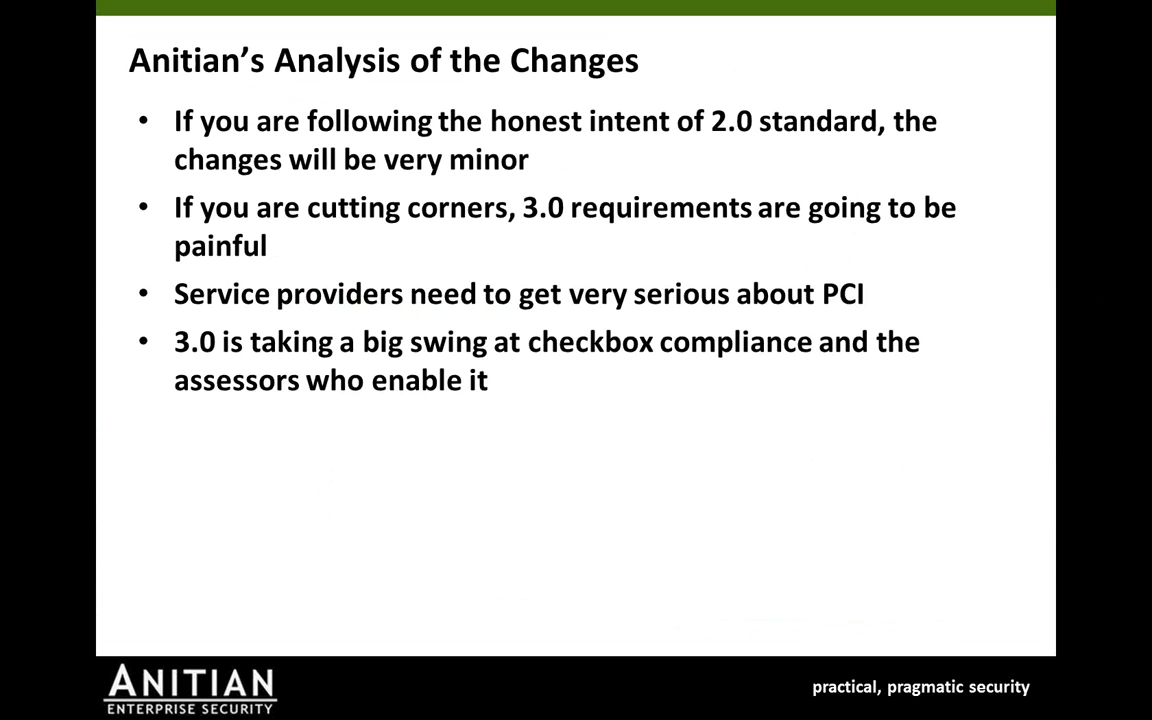 Anitian’s Analysis of the Changes
• If you are following the honest intent of 2.0 standard, the
changes will be very minor
• If you are cutting corners, 3.0 requirements are going to be
painful
• Service providers need to get very serious about PCI
• 3.0 is taking a big swing at checkbox compliance and the
assessors who enable it
ANITIAN
ENTERPRISE SECURITY
practical, pragmatic security